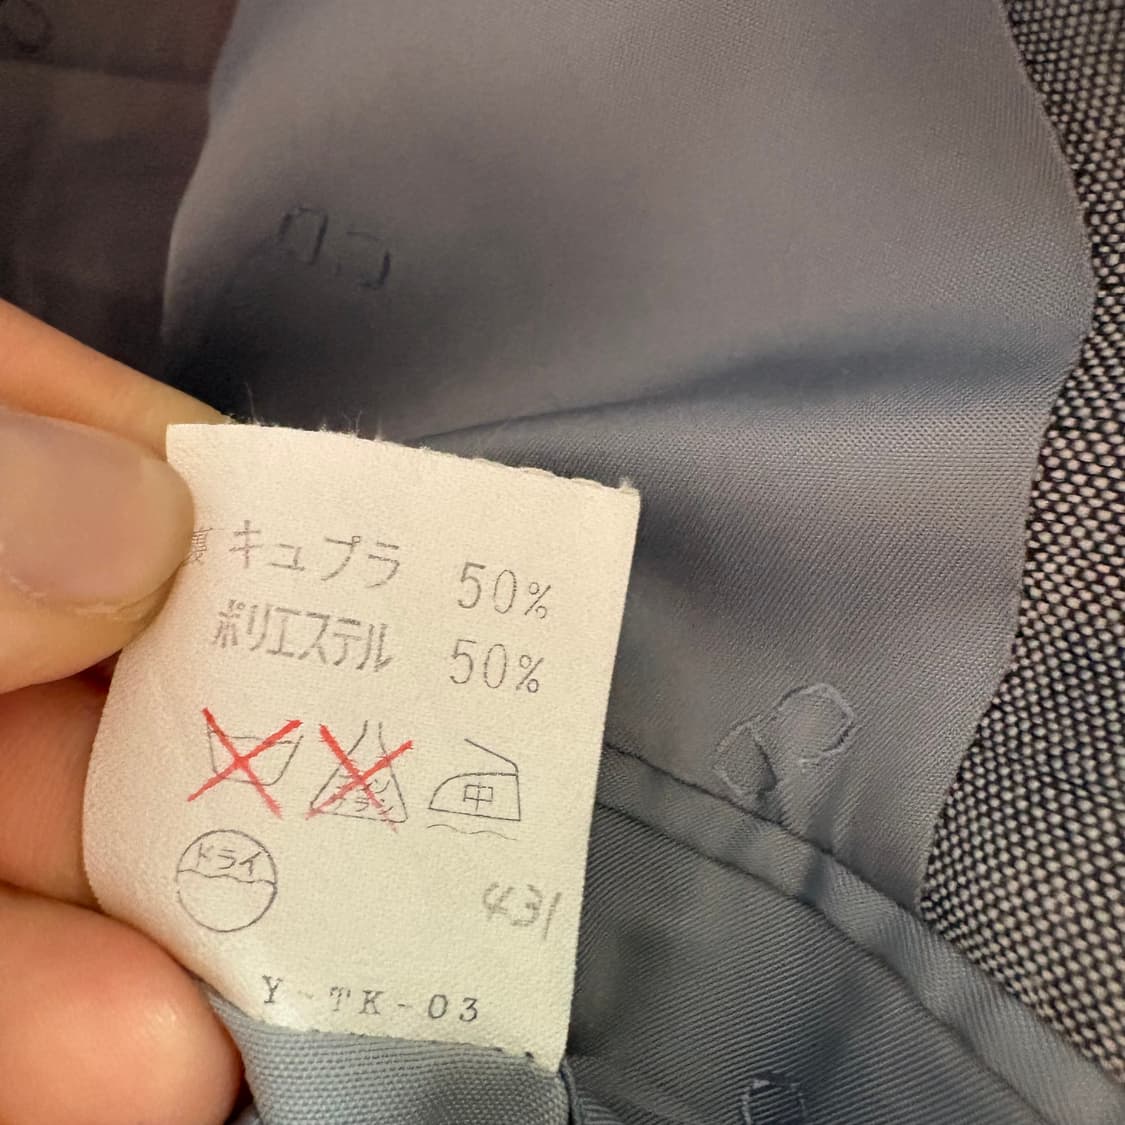 裏 キュプラ 50%
ポリエステル 50%
中
ドライ
431
Y-TK-03